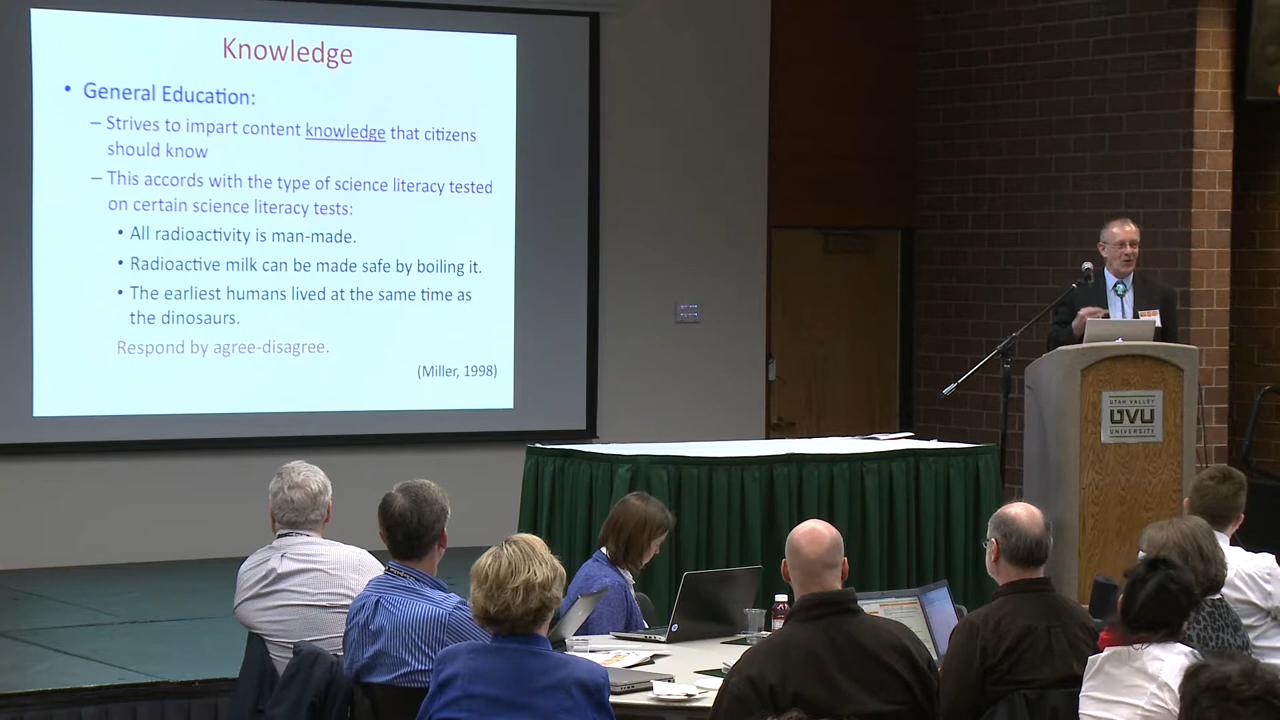 Knowledge
• General Education:
– Strives to impart content knowledge that citizens
should know
– This accords with the type of science literacy tested
on certain science literacy tests:
• All radioactivity is man-made.
• Radioactive milk can be made safe by boiling it.
• The earliest humans lived at the same time as
the dinosaurs.
Respond by agree-disagree.
(Miller, 1998)
UTAH VALLEY
UVU
UNIVERSITY